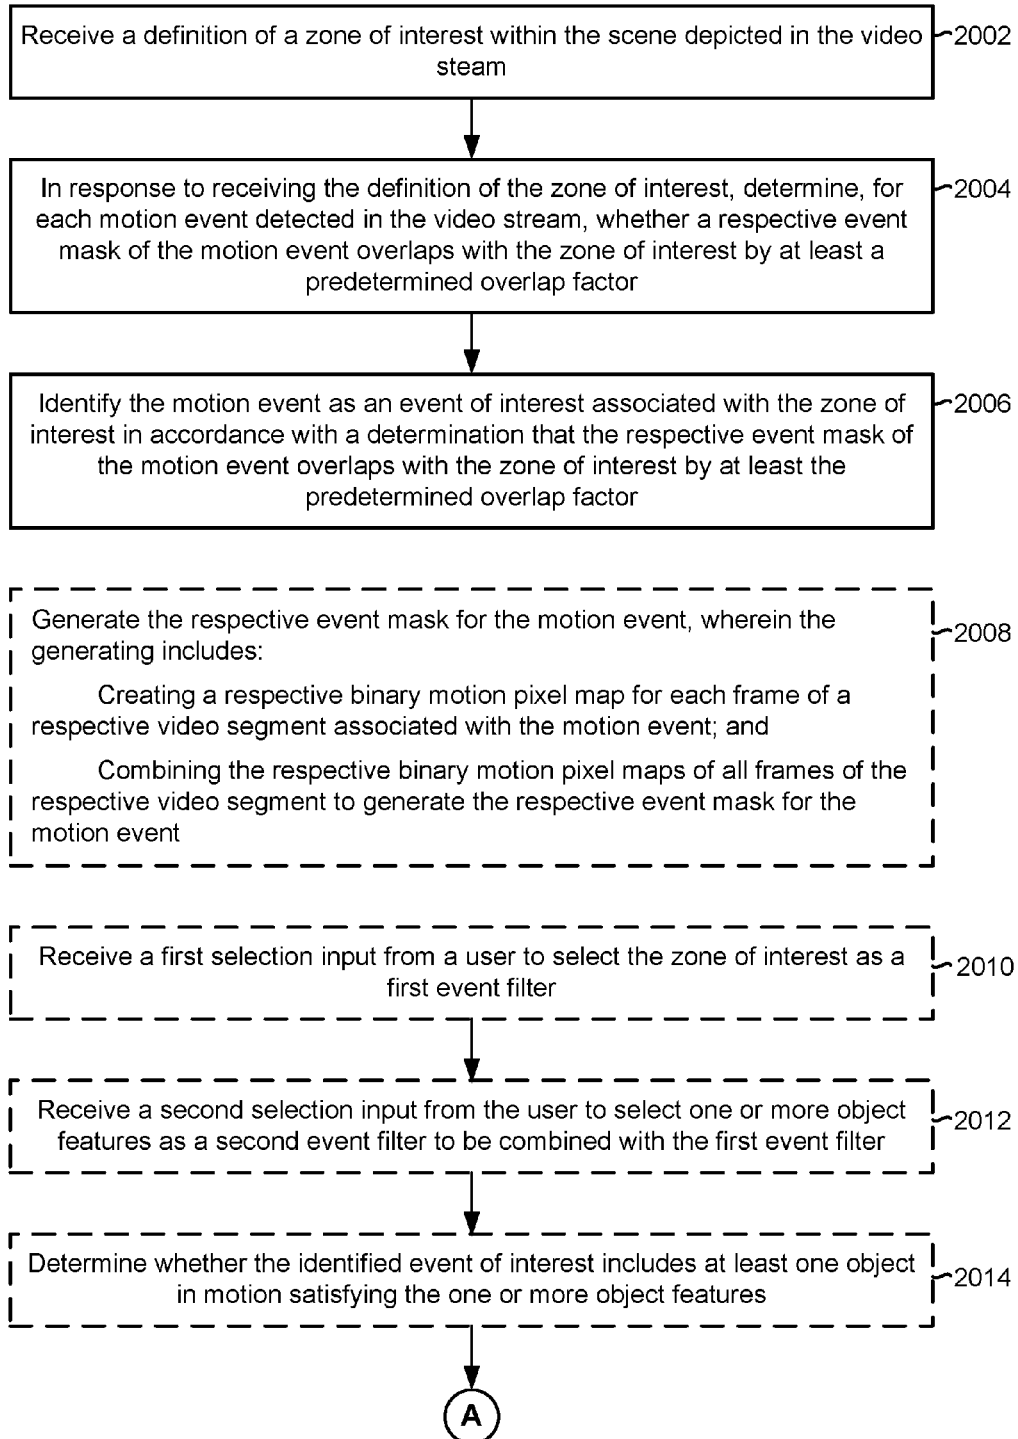 Receive a definition of a zone of interest within the scene depicted in the video
steam
2002
In response to receiving the definition of the zone of interest, determine, for
each motion event detected in the video stream, whether a respective event
mask of the motion event overlaps with the zone of interest by at least a
predetermined overlap factor
2004
Identify the motion event as an event of interest associated with the zone of
interest in accordance with a determination that the respective event mask of
the motion event overlaps with the zone of interest by at least the
predetermined overlap factor
2006
Generate the respective event mask for the motion event, wherein the
generating includes:
Creating a respective binary motion pixel map for each frame of a
respective video segment associated with the motion event; and
Combining the respective binary motion pixel maps of all frames of the
respective video segment to generate the respective event mask for the
motion event
2008
Receive a first selection input from a user to select the zone of interest as a
first event filter
2010
Receive a second selection input from the user to select one or more object
features as a second event filter to be combined with the first event filter
2012
Determine whether the identified event of interest includes at least one object
in motion satisfying the one or more object features
2014
A